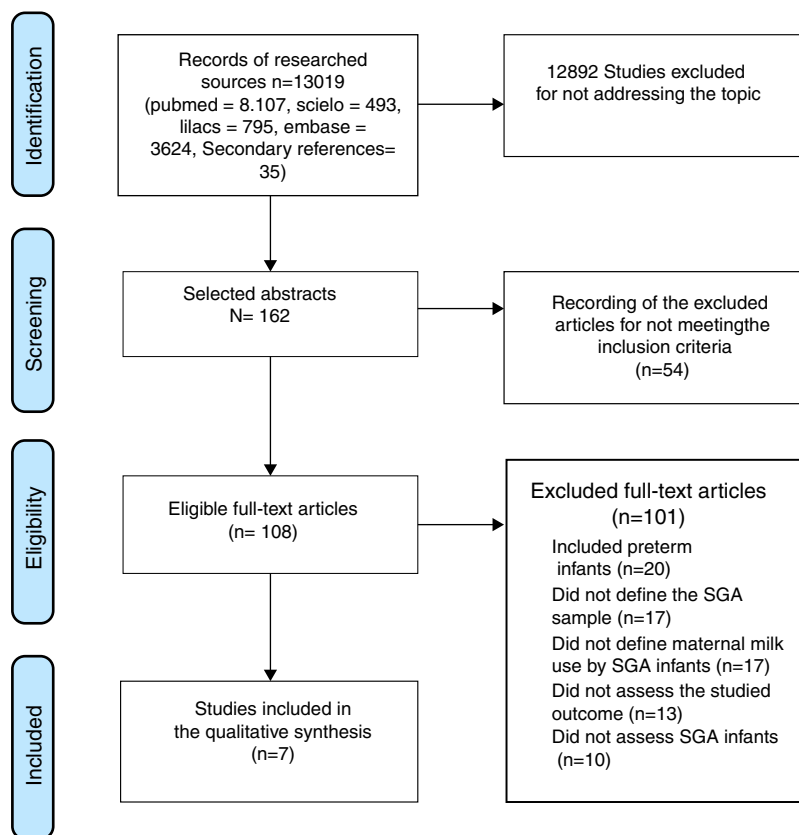 Identification
Records of researched
sources n=13019
(pubmed = 8.107, scielo = 493,
lilacs = 795, embase =
3624, Secondary references=
35)
12892 Studies excluded
for not addressing the topic
Screening
Selected abstracts
N= 162
Recording of the excluded
articles for not meetingthe
inclusion criteria
(n=54)
Eligibility
Eligible full-text articles
(n= 108)
Excluded full-text articles
(n=101)
Included preterm
infants (n=20)
Did not define the SGA
sample (n=17)
Did not define maternal milk
use by SGA infants (n=17)
Did not assess the studied
outcome (n=13)
Did not assess SGA infants
(n=10)
Included
Studies included in
the qualitative synthesis
(n=7)